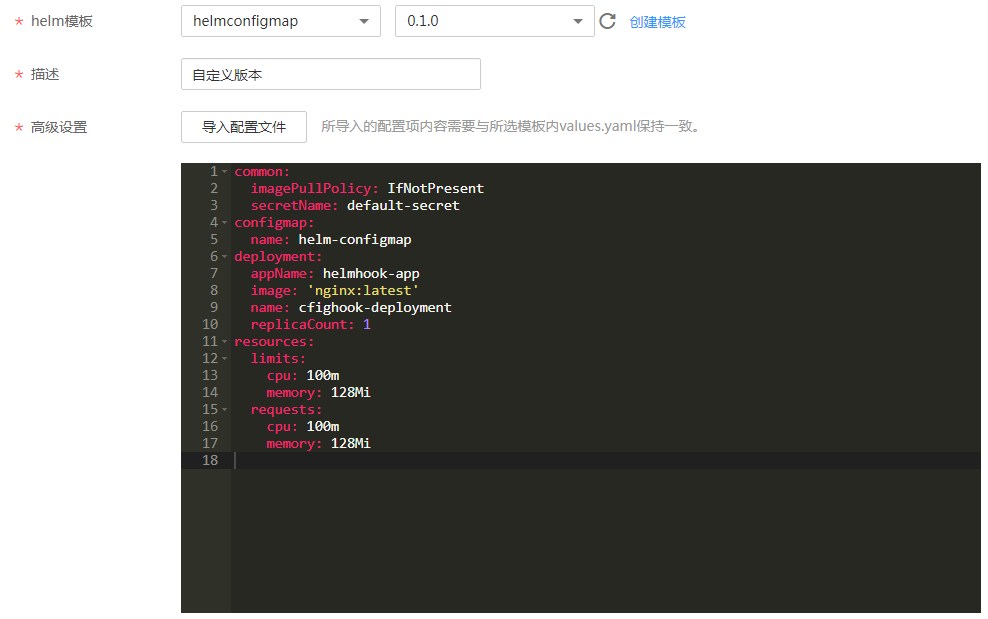 * helm模板 helmconfigmap 0.1.0 创建模板
* 描述 自定义版本
* 高级设置 导入配置文件 所导入的配置项内容需要与所选模板内values.yaml保持一致。
1 common:
2   imagePullPolicy: IfNotPresent
3   secretName: default-secret
4 configmap:
5   name: helm-configmap
6 deployment:
7   appName: helmhook-app
8   image: 'nginx:latest'
9   name: cfighook-deployment
10   replicaCount: 1
11 resources:
12   limits:
13     cpu: 100m
14     memory: 128Mi
15   requests:
16     cpu: 100m
17     memory: 128Mi
18